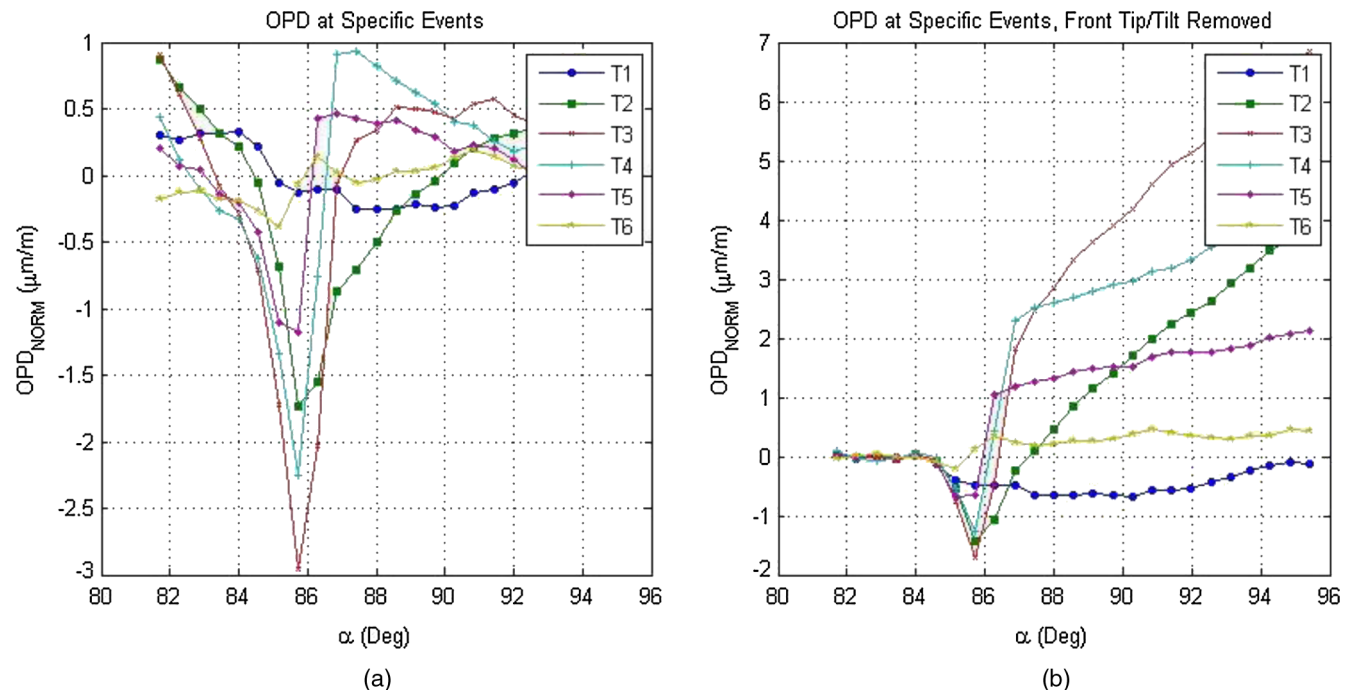 OPD at Specific Events
1
0.5
0
-0.5
-1
-1.5
-2
-2.5
-3
OPD_NORM (μm/m)
80 82 84 86 88 90 92 94 96
α (Deg)
T1
T2
T3
T4
T5
T6
(a)
OPD at Specific Events, Front Tip/Tilt Removed
7
6
5
4
3
2
1
0
-1
-2
OPD_NORM (μm/m)
80 82 84 86 88 90 92 94 96
α (Deg)
T1
T2
T3
T4
T5
T6
(b)